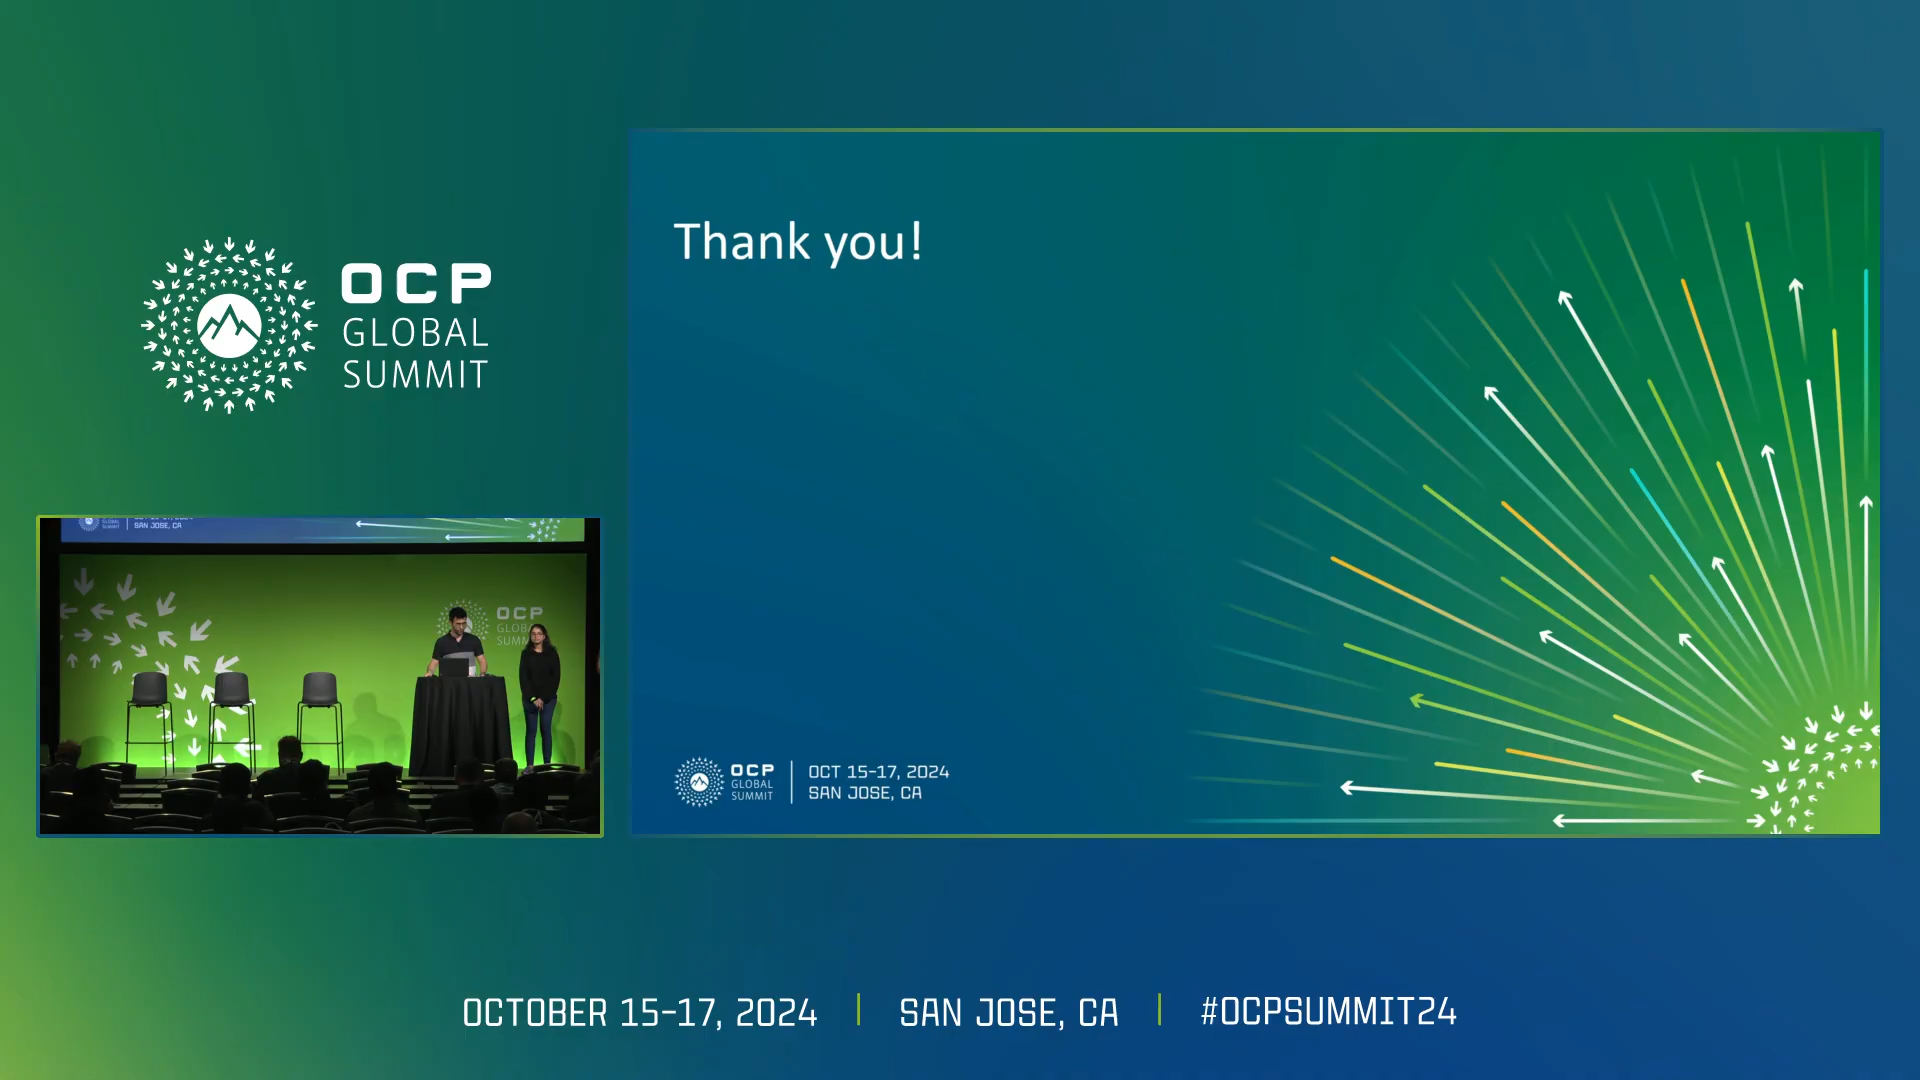 OCP
GLOBAL
SUMMIT
Thank you!
OCP
GLOBAL
SUMMIT
OCT 15-17, 2024
SAN JOSE, CA
SAN JOSE, CA
OCP
OCTOBER 15-17, 2024
SAN JOSE, CA
#OCPSUMMIT24